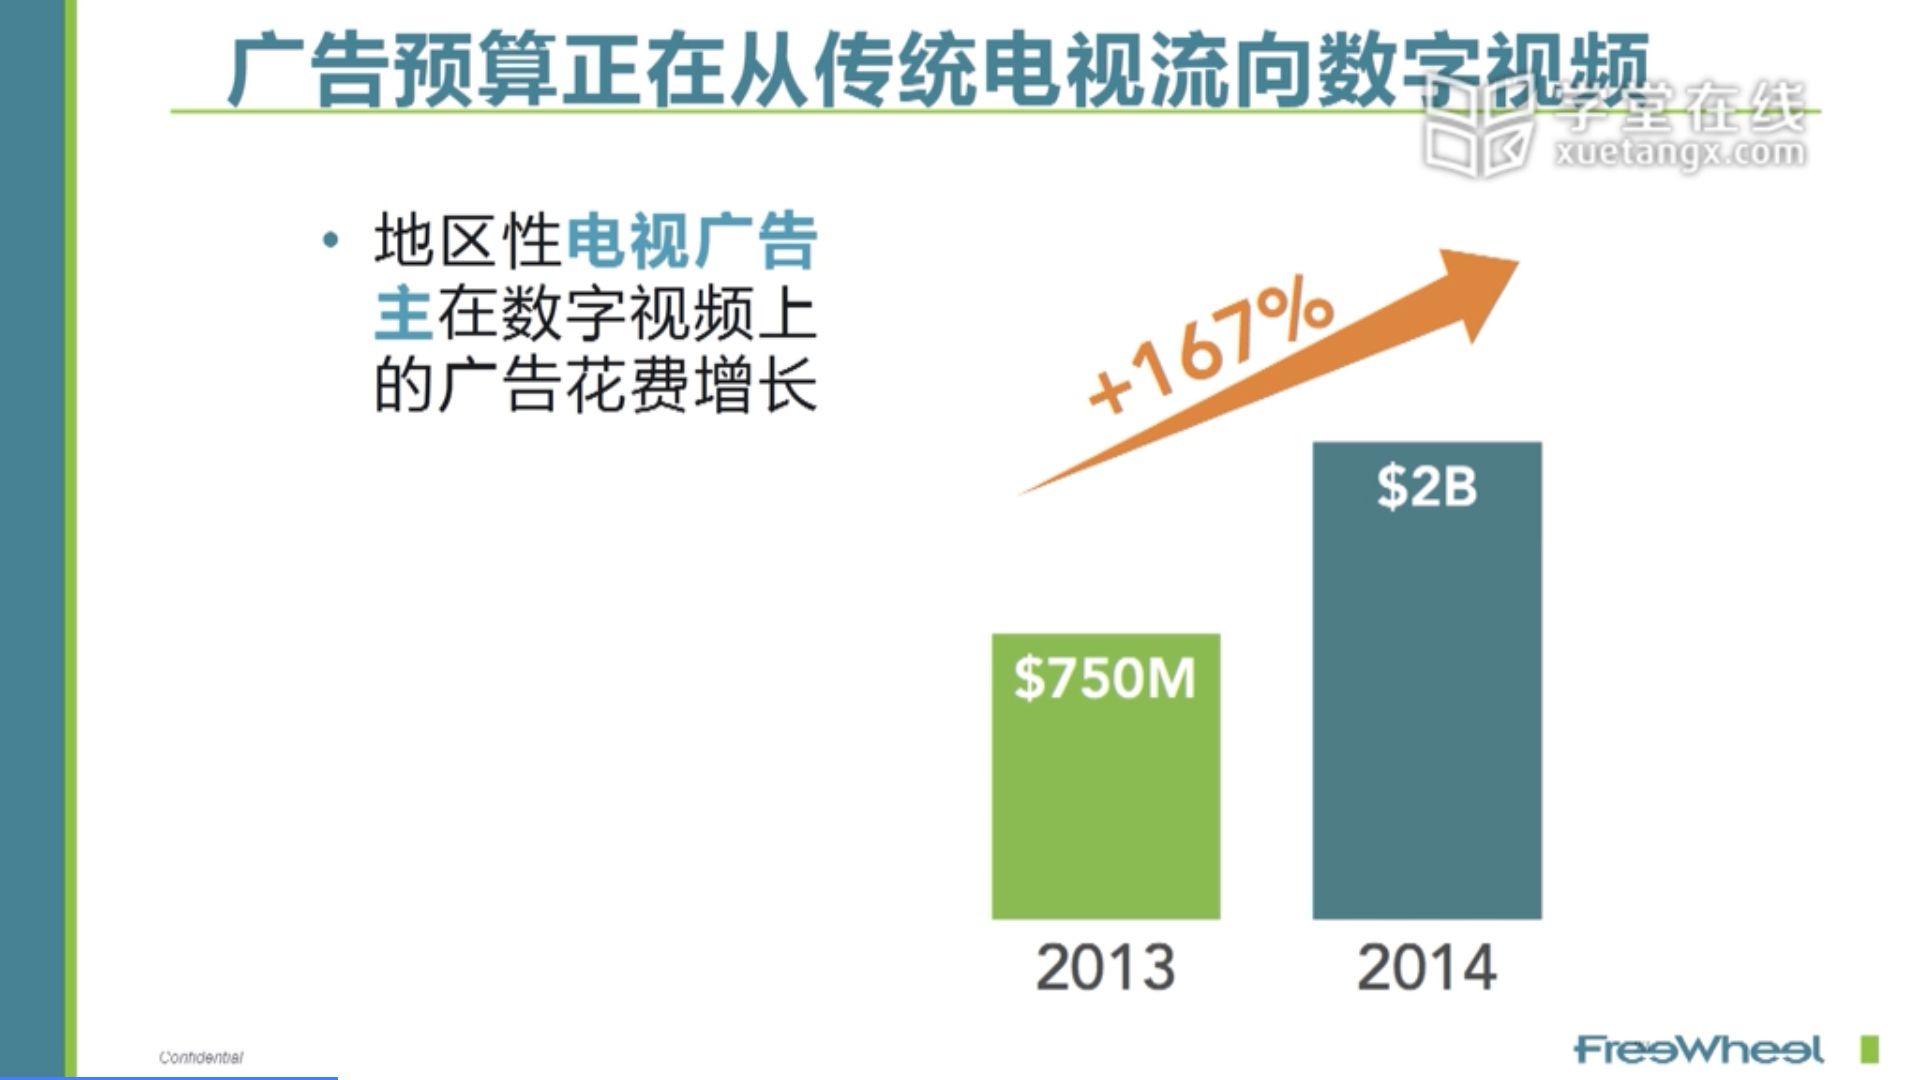 广告预算正在从传统电视流向数字视频
学堂在线
xuetangx.com
• 地区性电视广告
主在数字视频上
的广告花费增长
+167%
$2B
$750M
2013 2014
Confidential
FreeWheel